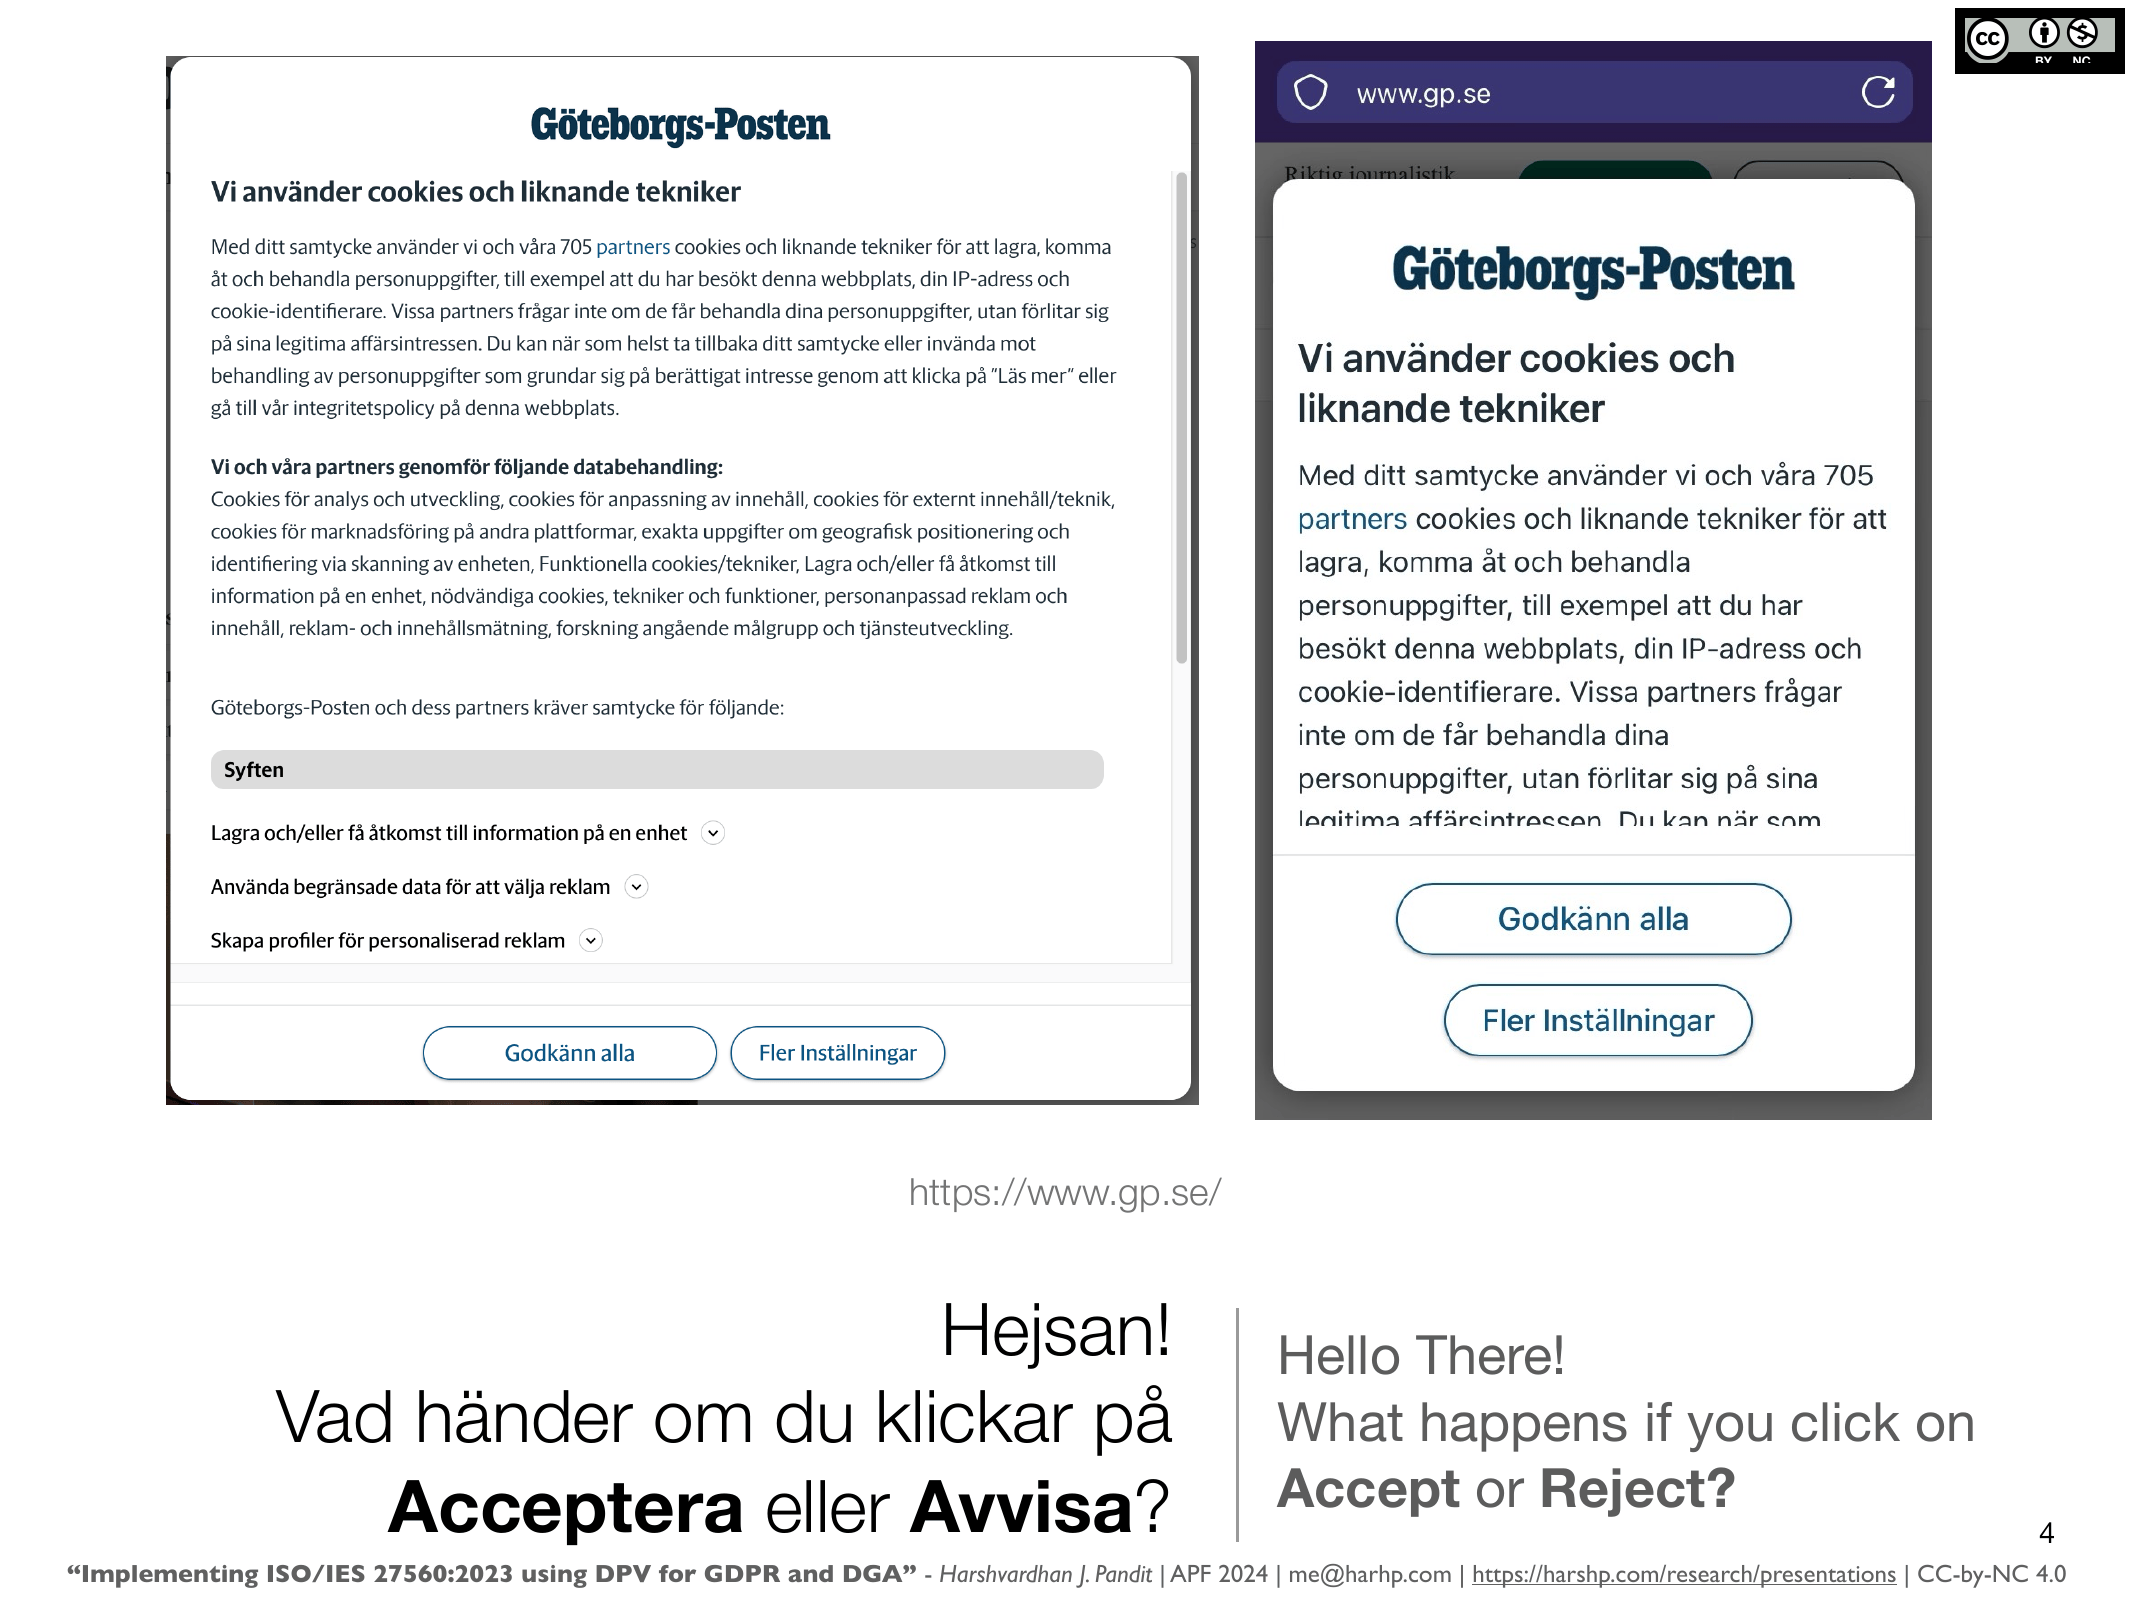 cc
BY NC
Göteborgs-Posten
Vi använder cookies och liknande tekniker
Med ditt samtycke använder vi och våra 705 partners cookies och liknande tekniker för att lagra, komma
åt och behandla personuppgifter, till exempel att du har besökt denna webbplats, din IP-adress och
cookie-identifierare. Vissa partners frågar inte om de får behandla dina personuppgifter, utan förlitar sig
på sina legitima affärsintressen. Du kan när som helst ta tillbaka ditt samtycke eller invända mot
behandling av personuppgifter som grundar sig på berättigat intresse genom att klicka på "Läs mer" eller
gå till vår integritetspolicy på denna webbplats.
Vi och våra partners genomför följande databehandling:
Cookies för analys och utveckling, cookies för anpassning av innehåll, cookies för externt innehåll/teknik,
cookies för marknadsföring på andra plattformar, exakta uppgifter om geografisk positionering och
identifiering via skanning av enheten, Funktionella cookies/tekniker, Lagra och/eller få åtkomst till
information på en enhet, nödvändiga cookies, tekniker och funktioner, personanpassad reklam och
innehåll, reklam- och innehållsmätning, forskning angående målgrupp och tjänsteutveckling.
Göteborgs-Posten och dess partners kräver samtycke för följande:
Syften
Lagra och/eller få åtkomst till information på en enhet
Använda begränsade data för att välja reklam
Skapa profiler för personaliserad reklam
Godkänn alla
Fler Inställningar
www.gp.se
Riktig journalistik
Göteborgs-Posten
Vi använder cookies och
liknande tekniker
Med ditt samtycke använder vi och våra 705
partners cookies och liknande tekniker för att
lagra, komma åt och behandla
personuppgifter, till exempel att du har
besökt denna webbplats, din IP-adress och
cookie-identifierare. Vissa partners frågar
inte om de får behandla dina
personuppgifter, utan förlitar sig på sina
legitima affärsintressen. Du kan när som
Godkänn alla
Fler Inställningar
https://www.gp.se/
Hejsan!
Vad händer om du klickar på
Acceptera eller Avvisa?
Hello There!
What happens if you click on
Accept or Reject?
4
“Implementing ISO/IES 27560:2023 using DPV for GDPR and DGA” - Harshvardhan J. Pandit | APF 2024 | me@harhp.com | https://harshp.com/research/presentations | CC-by-NC 4.0